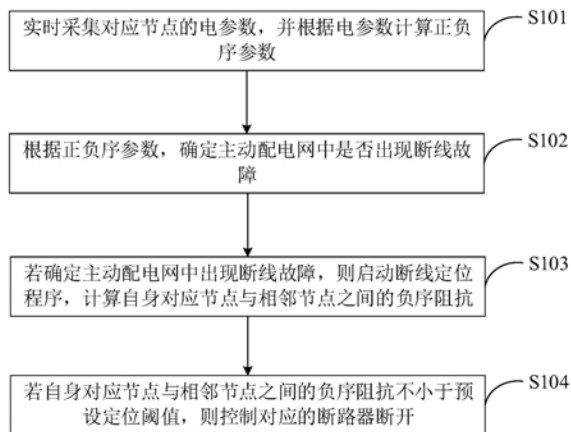 实时采集对应节点的电参数，并根据电参数计算正负
序参数
S101
根据正负序参数，确定主动配电网中是否出现断线故
障
S102
若确定主动配电网中出现断线故障，则启动断线定位
程序，计算自身对应节点与相邻节点之间的负序阻抗
S103
若自身对应节点与相邻节点之间的负序阻抗不小于预
设定位阈值，则控制对应的断路器断开
S104